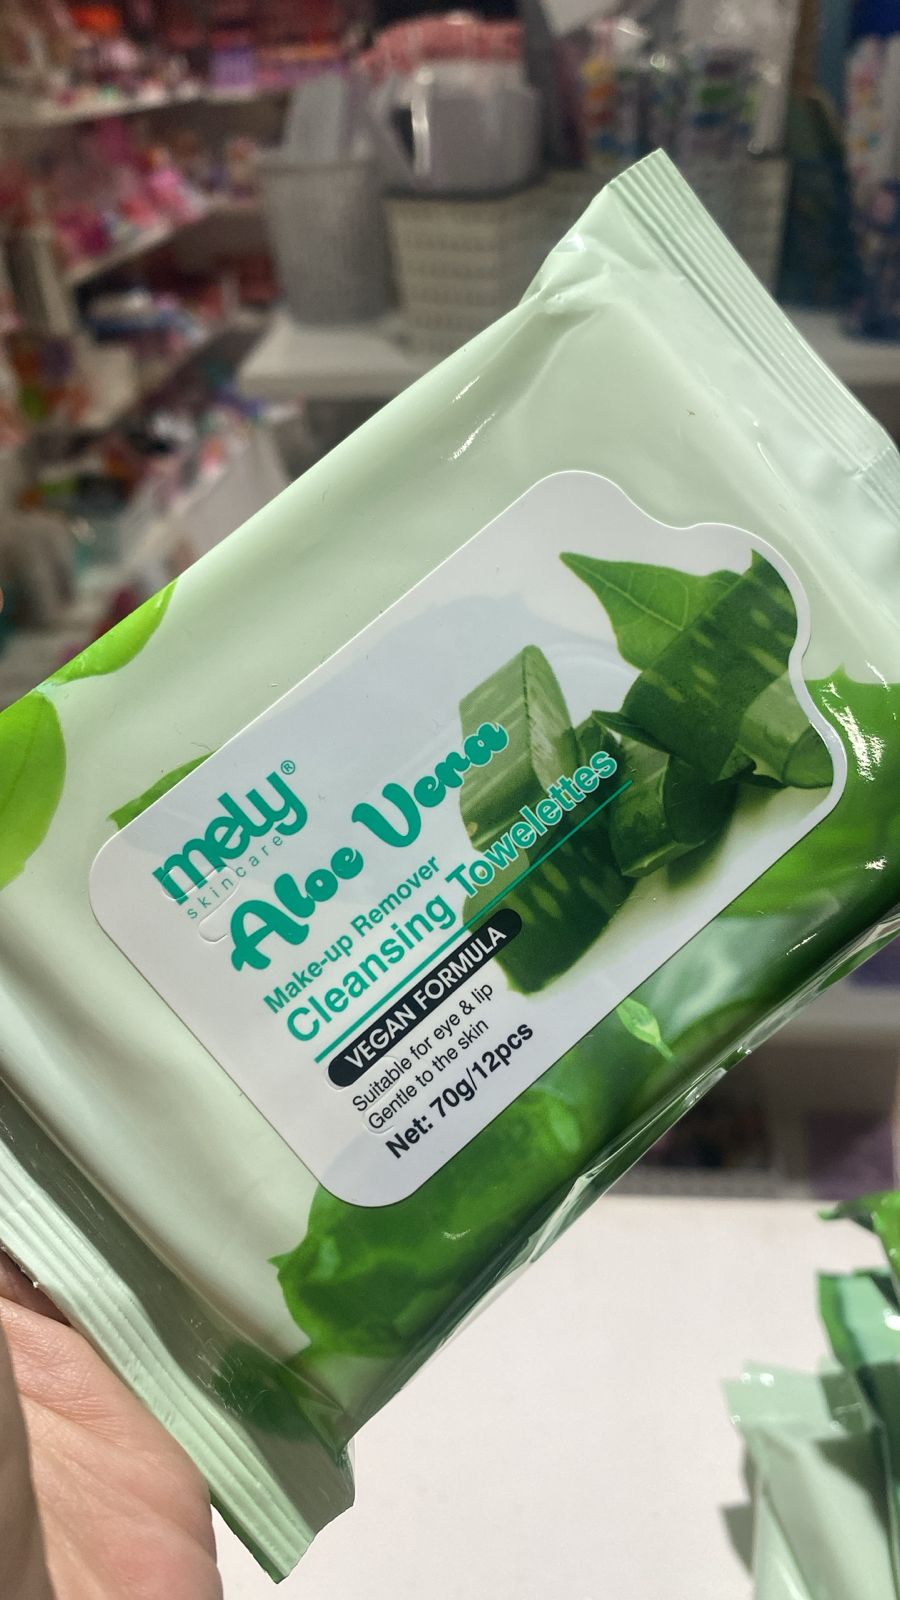 mely®
skincare
Aloe Vera
Make-up Remover
Cleansing Towelettes
VEGAN FORMULA
Suitable for eye & lip
Gentle to the skin
Net: 70g/12pcs